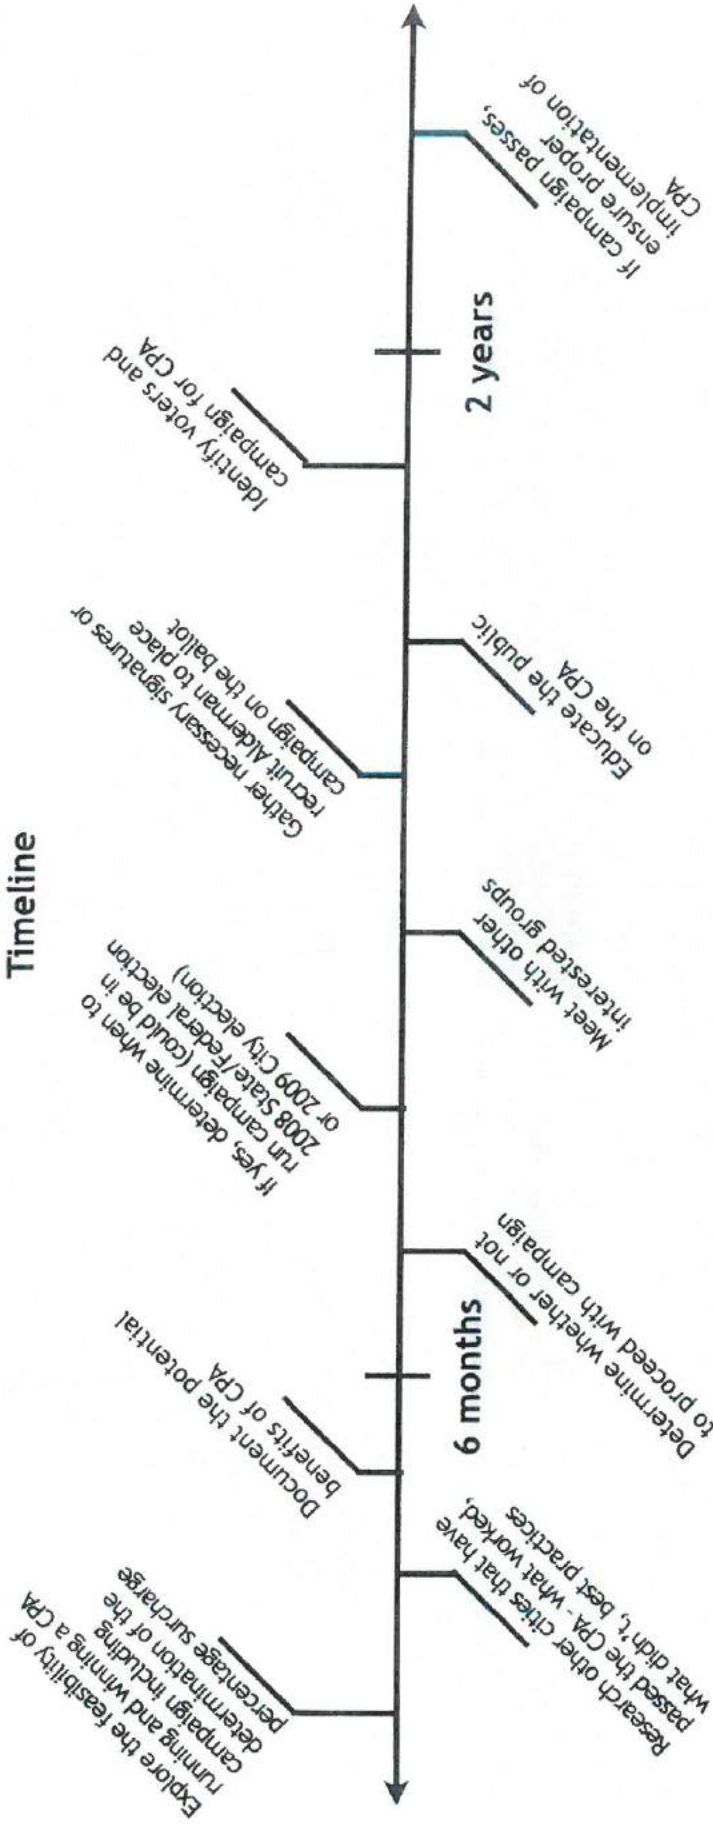 Timeline
Explore the feasibility of
running and winning a CPA
campaign including the
determination of the
percentage surcharge
Research other cities that have
passed the CPA - what worked,
what didn't, best practices
Document the potential
benefits of CPA
6 months
Determine whether or not
to proceed with campaign
If yes, determine when to
run campaign (could be in
2008 State/Federal election
or 2009 City election)
Meet with other
interested groups
Gather necessary signatures or
recruit Alderman to place
campaign on the ballot
Educate the public
on the CPA
Identify voters and
campaign for CPA
2 years
If campaign passes,
ensure proper
implementation of
CPA